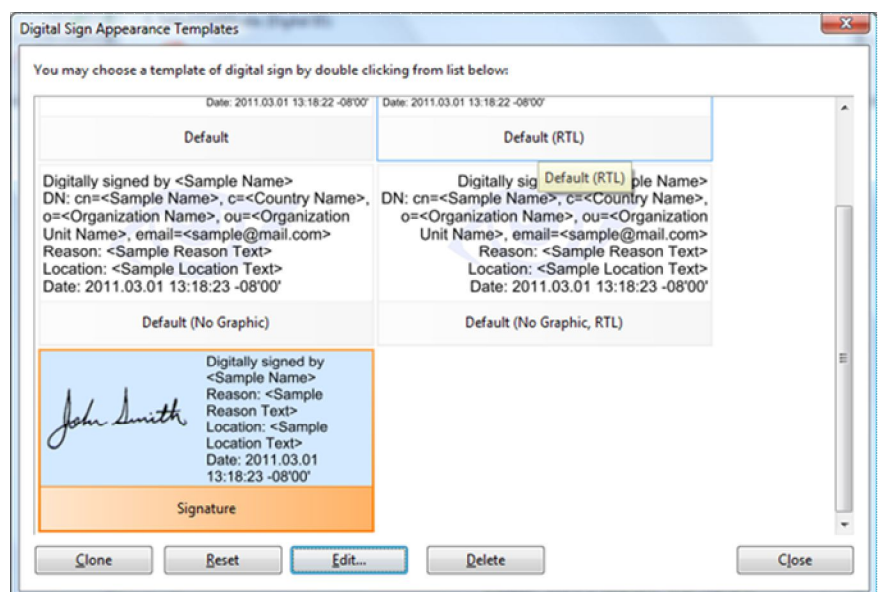 Digital Sign Appearance Templates
You may choose a template of digital sign by double clicking from list below:
Date: 2011.03.01 13:18:22 -08'00'
Date: 2011.03.01 13:18:22 -08'00'
Default
Default (RTL)
Default (RTL)
Digitally signed by <Sample Name>
DN: cn=<Sample Name>, c=<Country Name>,
o=<Organization Name>, ou=<Organization
Unit Name>, email=<sample@mail.com>
Reason: <Sample Reason Text>
Location: <Sample Location Text>
Date: 2011.03.01 13:18:23 -08'00'
Digitally sig ple Name>
DN: cn=<Sample Name>, c=<Country Name>,
o=<Organization Name>, ou=<Organization
Unit Name>, email=<sample@mail.com>
Reason: <Sample Reason Text>
Location: <Sample Location Text>
Date: 2011.03.01 13:18:23 -08'00'
Default (No Graphic)
Default (No Graphic, RTL)
John Smith
Digitally signed by
<Sample Name>
Reason: <Sample
Reason Text>
Location: <Sample
Location Text>
Date: 2011.03.01
13:18:23 -08'00'
Signature
Clone
Reset
Edit...
Delete
Close